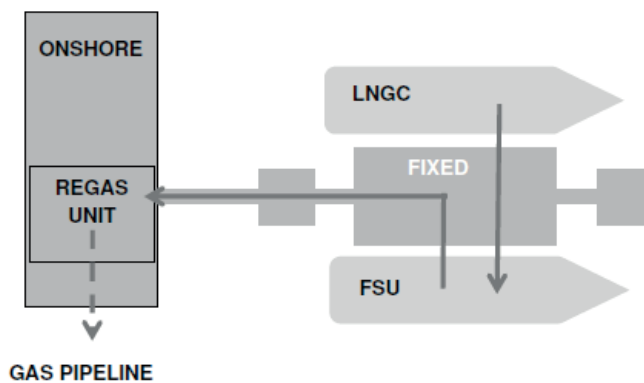 ONSHORE
LNGC
FIXED
REGAS
UNIT
FSU
GAS PIPELINE